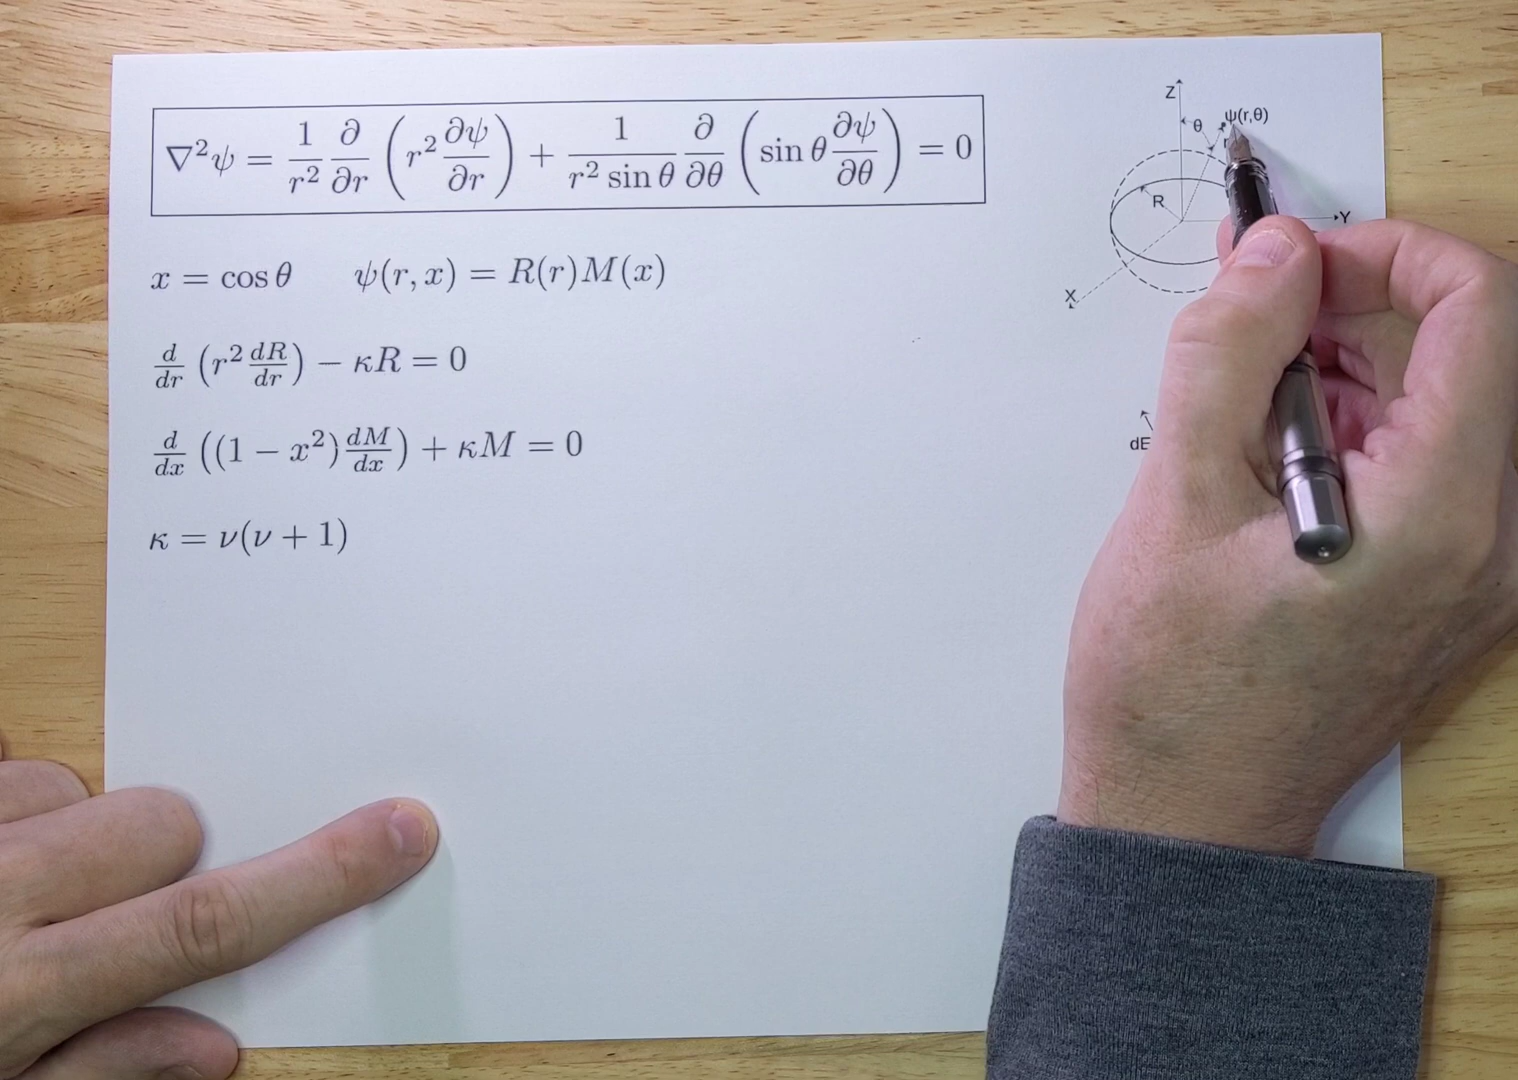 ∇²ψ = 1/r² ∂/∂r (r² ∂ψ/∂r) + 1/(r² sin θ) ∂/∂θ (sin θ ∂ψ/∂θ) = 0
x = cos θ ψ(r, x) = R(r)M(x)
d/dr (r² dR/dr) − κR = 0
d/dx ((1 − x²) dM/dx) + κM = 0
κ = ν(ν + 1)
Z
ψ(r,θ)
θ
r
R
Y
X
dE